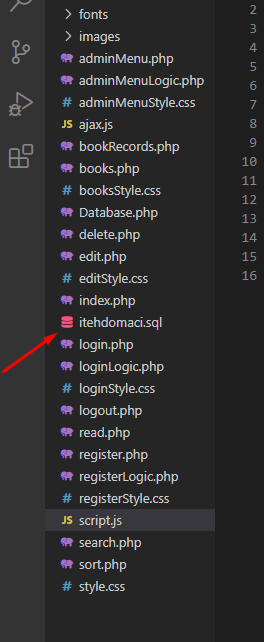 fonts
images
adminMenu.php
adminMenuLogic.php
# adminMenuStyle.css
JS ajax.js
bookRecords.php
books.php
# booksStyle.css
Database.php
delete.php
edit.php
# editStyle.css
index.php
itehdomaci.sql
login.php
loginLogic.php
# loginStyle.css
logout.php
read.php
register.php
registerLogic.php
# registerStyle.css
JS script.js
search.php
sort.php
# style.css
2
3
4
5
6
7
8
9
10
11
12
13
14
15
16